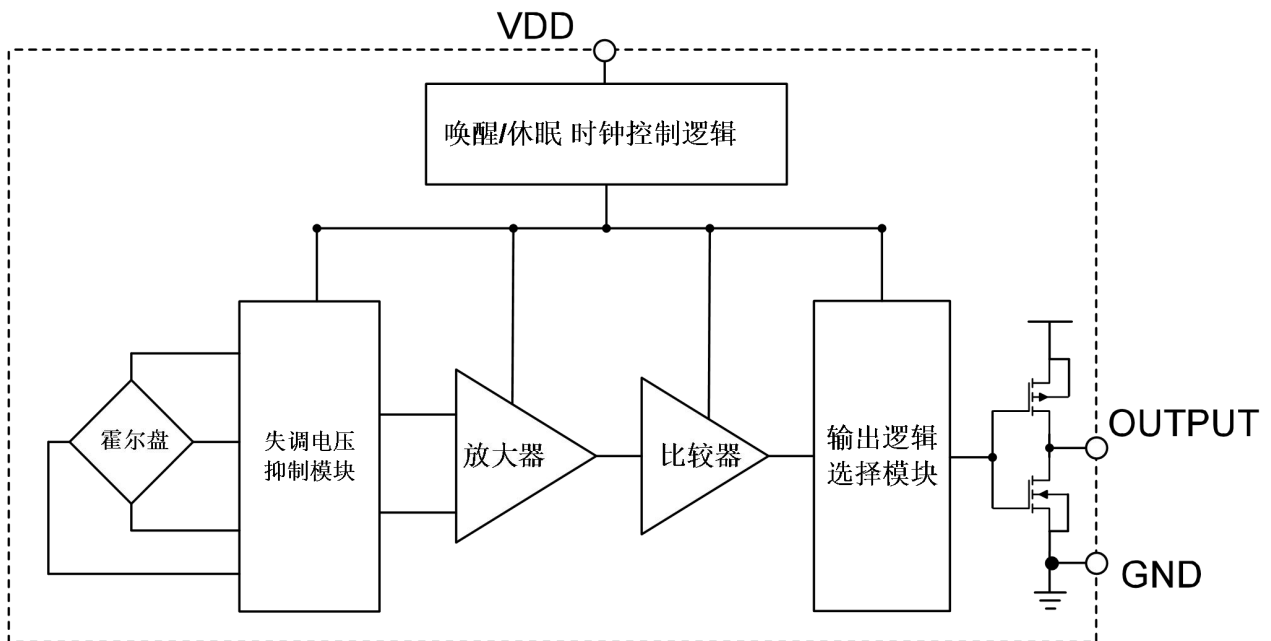 VDD
唤醒/休眠 时钟控制逻辑
霍尔盘
失调电压
抑制模块
放大器
比较器
输出逻辑
选择模块
OUTPUT
GND